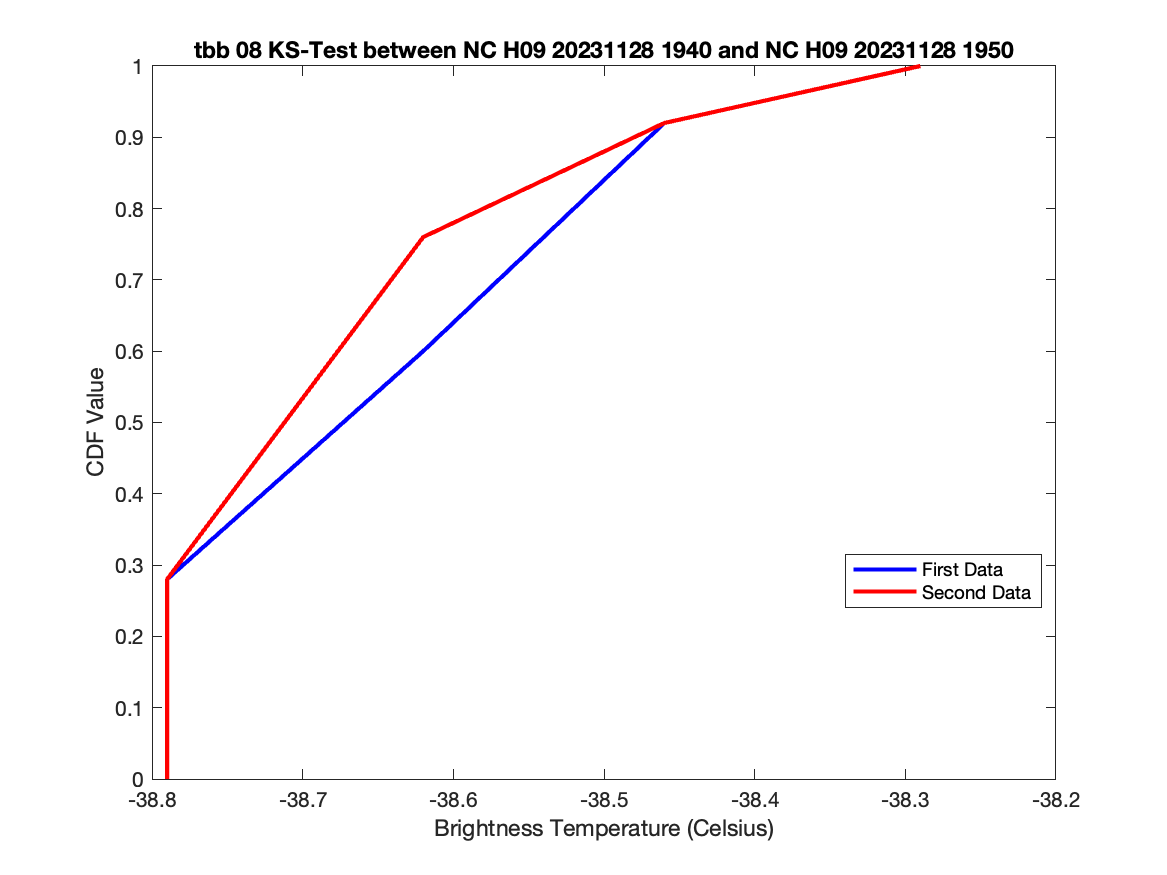 tbb 08 KS-Test between NC H09 20231128 1940 and NC H09 20231128 1950
1
0.9
0.8
0.7
0.6
0.5
0.4
0.3
0.2
0.1
0
CDF Value
First Data
Second Data
-38.8 -38.7 -38.6 -38.5 -38.4 -38.3 -38.2
Brightness Temperature (Celsius)